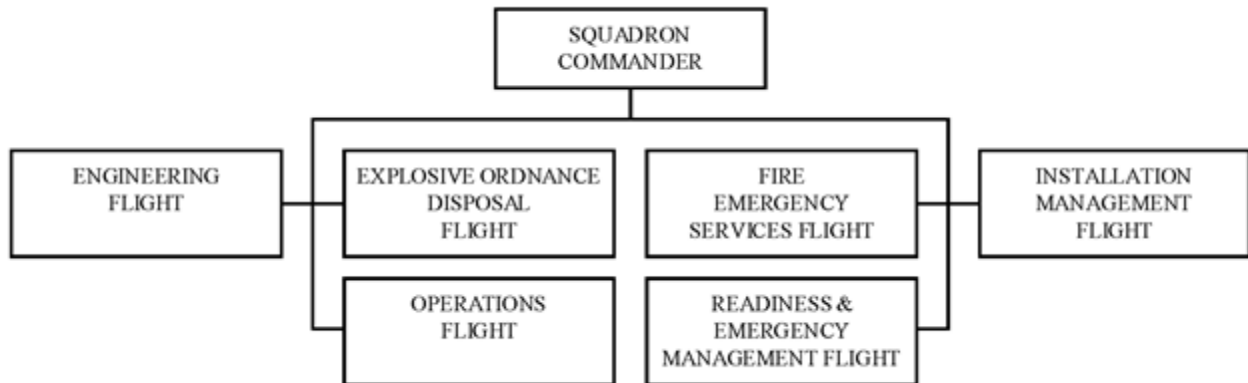 SQUADRON
COMMANDER
ENGINEERING
FLIGHT
EXPLOSIVE ORDNANCE
DISPOSAL
FLIGHT
FIRE
EMERGENCY
SERVICES FLIGHT
INSTALLATION
MANAGEMENT
FLIGHT
OPERATIONS
FLIGHT
READINESS &
EMERGENCY
MANAGEMENT FLIGHT